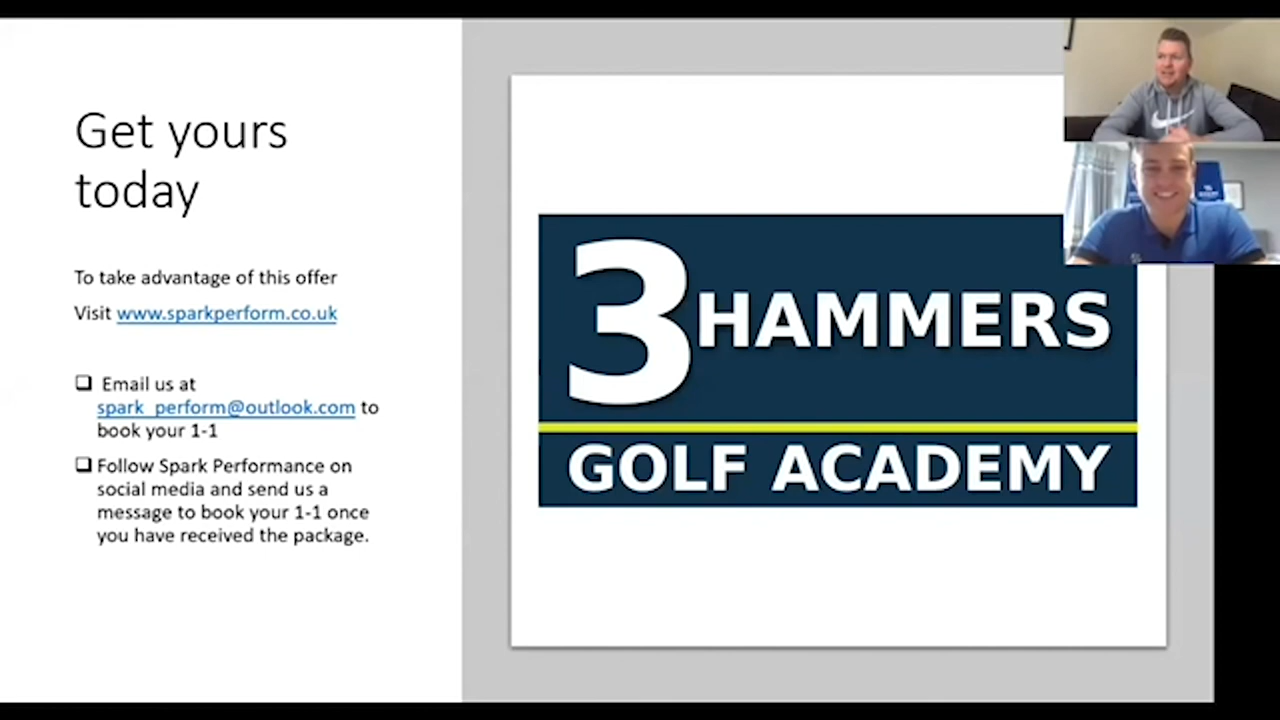 Get yours
today
To take advantage of this offer
Visit www.sparkperform.co.uk
❑ Email us at
spark_perform@outlook.com to
book your 1-1
❑ Follow Spark Performance on
social media and send us a
message to book your 1-1 once
you have received the package.
3 HAMMERS
GOLF ACADEMY